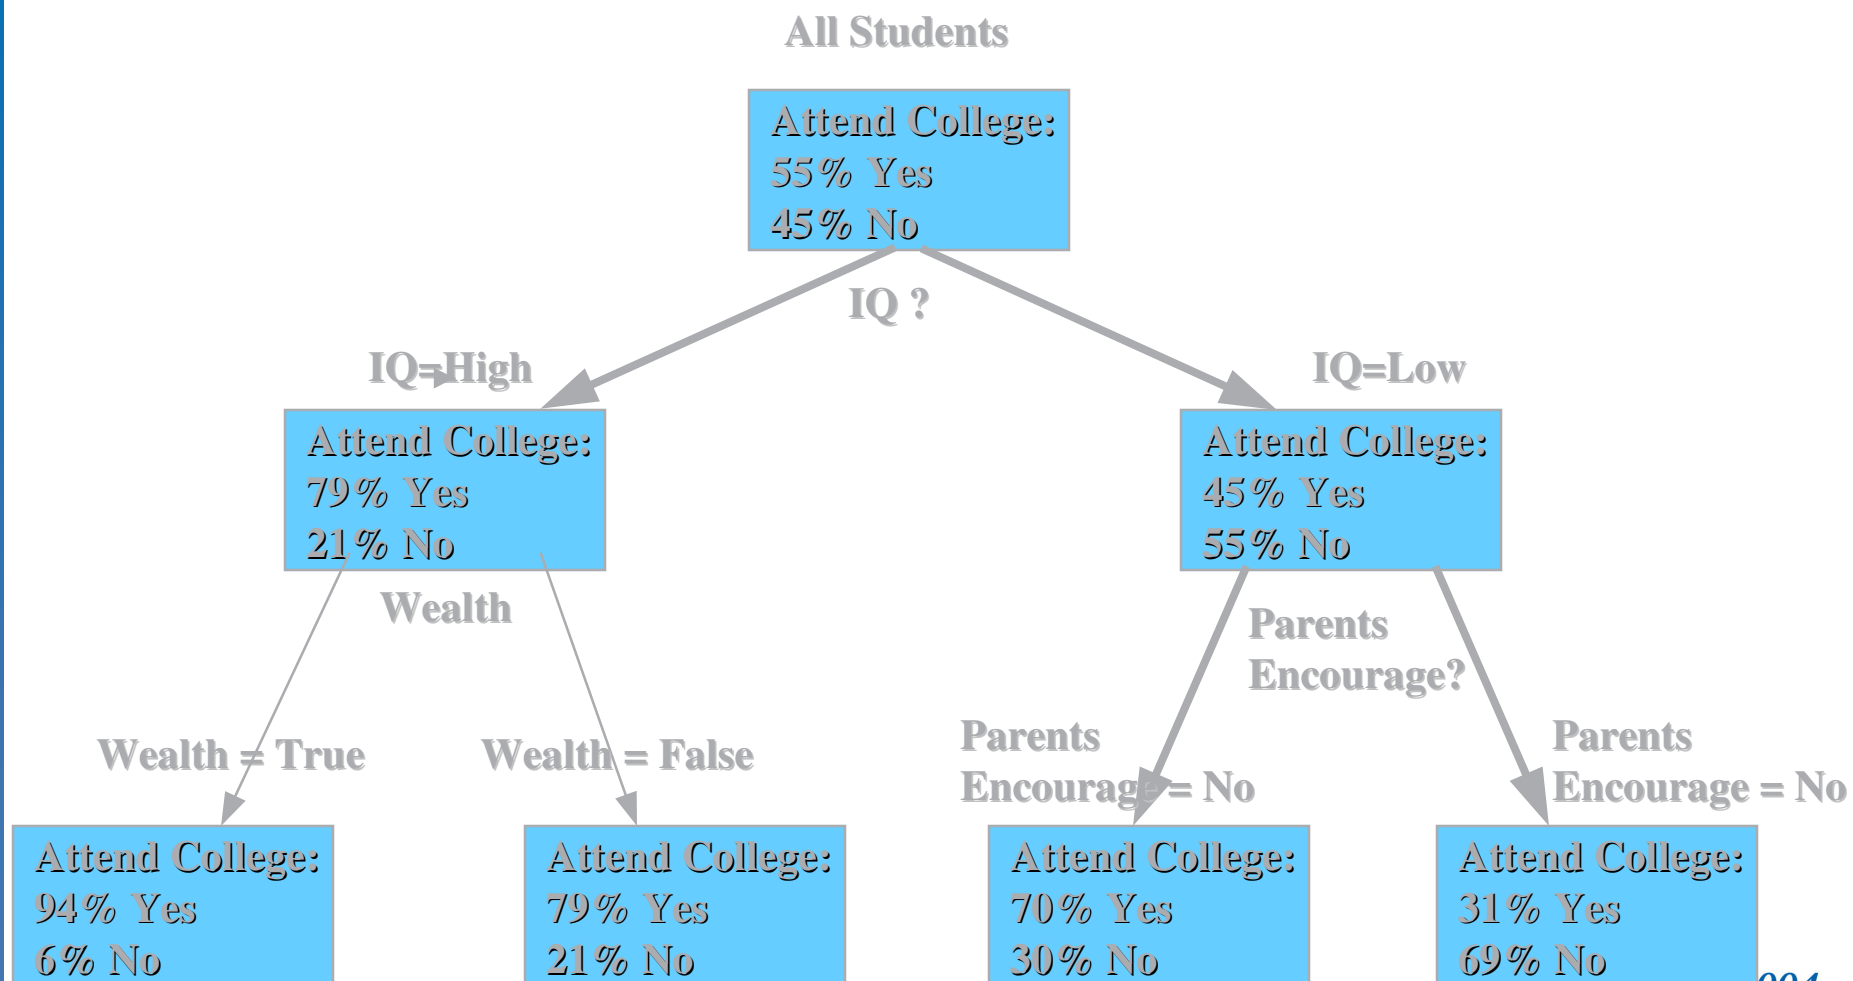 All Students
Attend College:
55% Yes
45% No
IQ ?
IQ=High
IQ=Low
Attend College:
79% Yes
21% No
Attend College:
45% Yes
55% No
Wealth
Parents
Encourage?
Wealth = True
Wealth = False
Parents
Encourage = No
Parents
Encourage = No
Attend College:
94% Yes
6% No
Attend College:
79% Yes
21% No
Attend College:
70% Yes
30% No
Attend College:
31% Yes
69% No